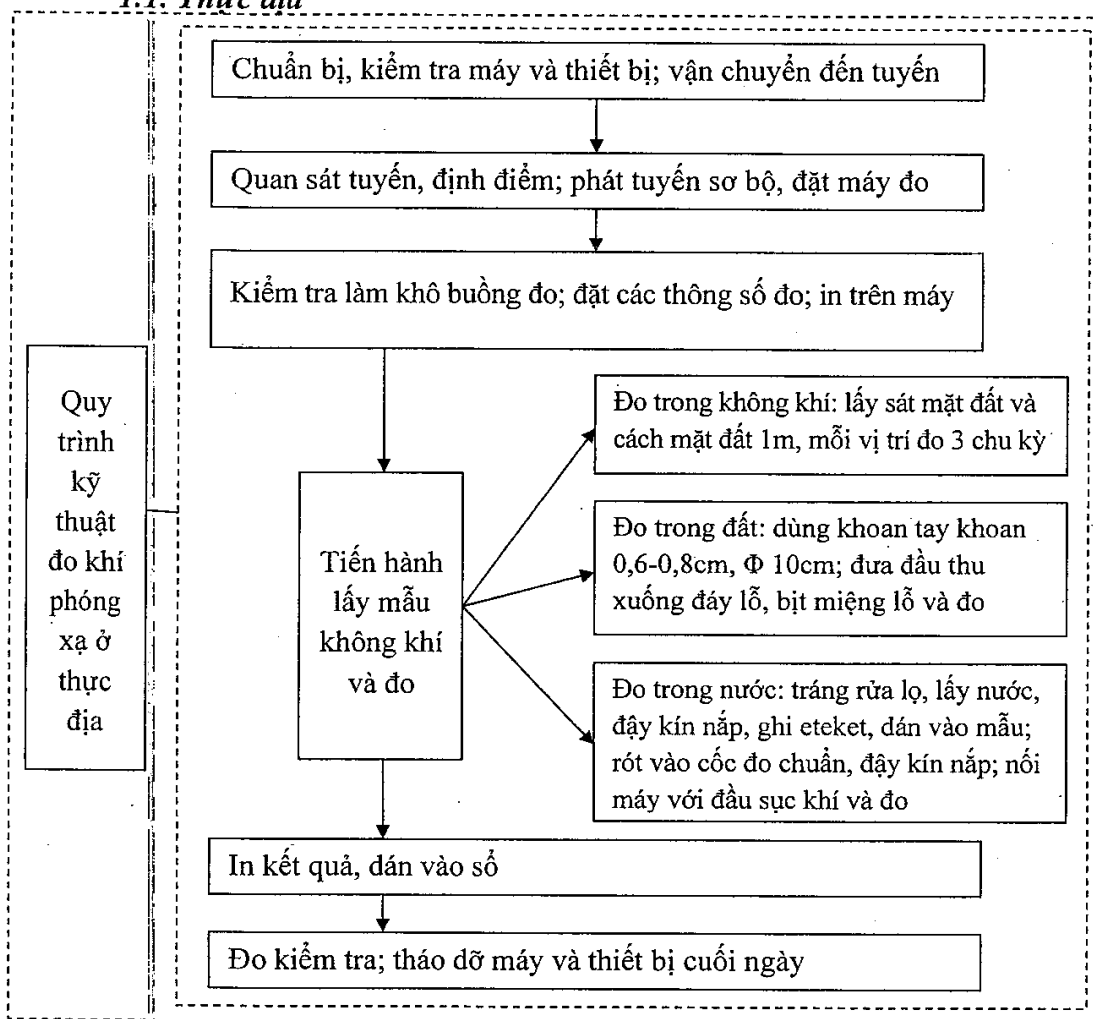 1.1. Thực địa
Chuẩn bị, kiểm tra máy và thiết bị; vận chuyển đến tuyến
Quan sát tuyến, định điểm; phát tuyến sơ bộ, đặt máy đo
Kiểm tra làm khô buồng đo; đặt các thông số đo; in trên máy
Quy
trình
kỹ
thuật
đo khí
phóng
xạ ở
thực
địa
Tiến hành
lấy mẫu
không khí
và đo
Đo trong không khí: lấy sát mặt đất và
cách mặt đất 1m, mỗi vị trí đo 3 chu kỳ
Đo trong đất: dùng khoan tay khoan
0,6-0,8cm, Φ 10cm; đưa đầu thu
xuống đáy lỗ, bịt miệng lỗ và đo
Đo trong nước: tráng rửa lọ, lấy nước,
đậy kín nắp, ghi eteket, dán vào mẫu;
rót vào cốc đo chuẩn, đậy kín nắp; nối
máy với đầu sục khí và đo
In kết quả, dán vào sổ
Đo kiểm tra; tháo dỡ máy và thiết bị cuối ngày